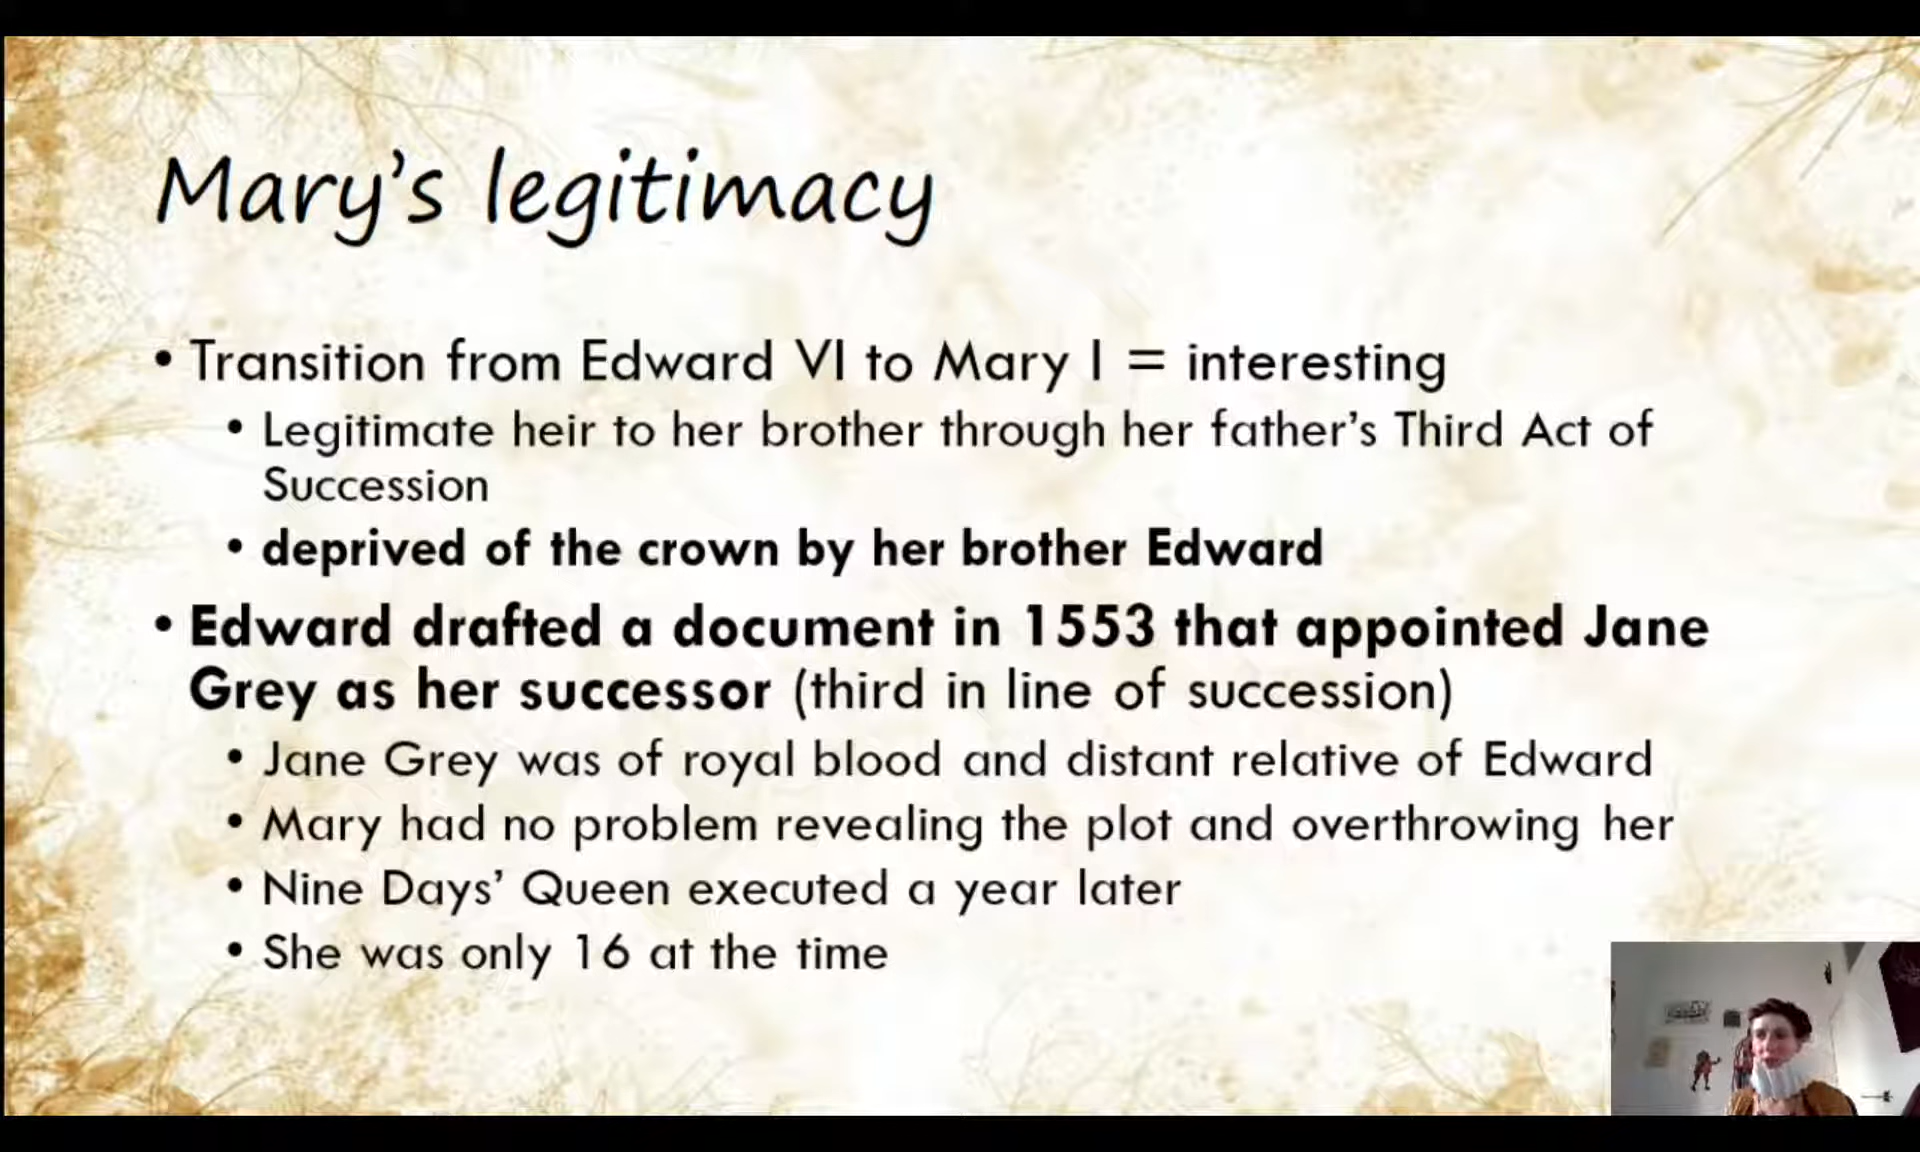 Mary's legitimacy
• Transition from Edward VI to Mary I = interesting
• Legitimate heir to her brother through her father's Third Act of
Succession
• deprived of the crown by her brother Edward
• Edward drafted a document in 1553 that appointed Jane
Grey as her successor (third in line of succession)
• Jane Grey was of royal blood and distant relative of Edward
• Mary had no problem revealing the plot and overthrowing her
• Nine Days' Queen executed a year later
• She was only 16 at the time